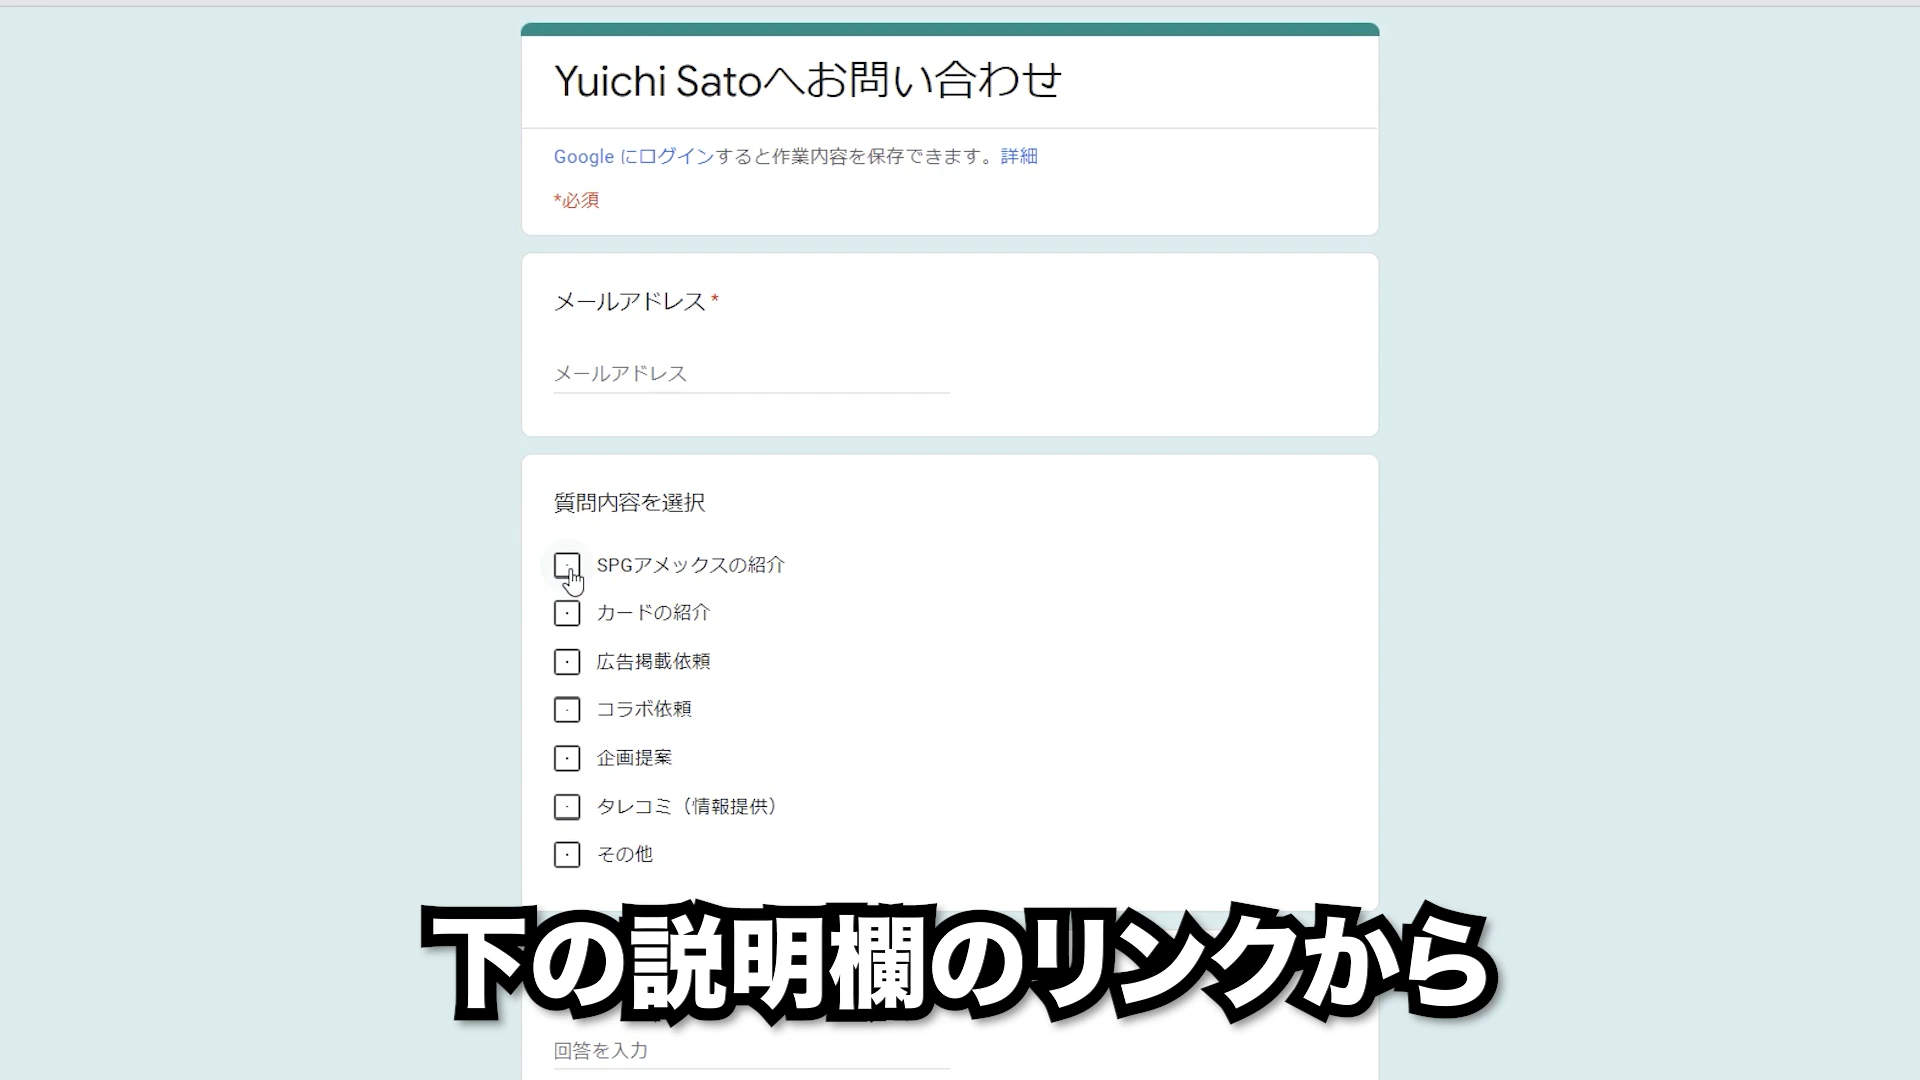 Yuichi Satoへお問い合わせ
Google にログインすると作業内容を保存できます。詳細
*必須
メールアドレス *
メールアドレス
質問内容を選択
SPGアメックスの紹介
カードの紹介
広告掲載依頼
コラボ依頼
企画提案
タレコミ（情報提供）
その他
下の説明欄のリンクから
回答を入力